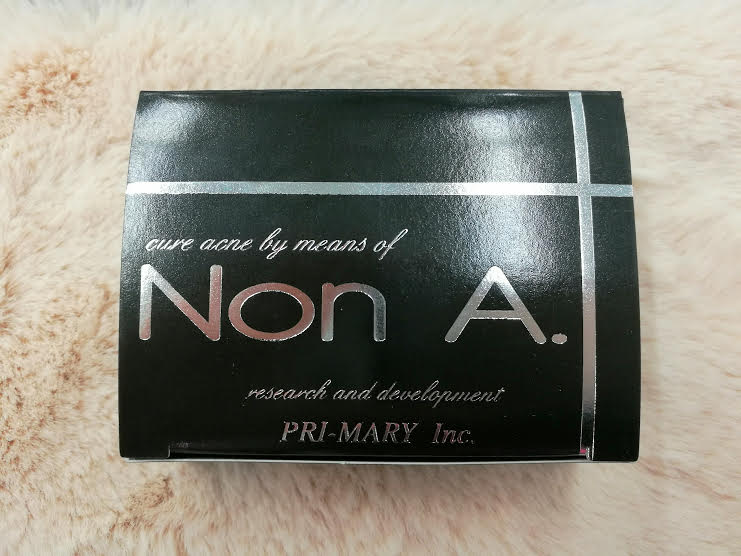 cure acne by means of
Non A.
research and development
PRI-MARY Inc.